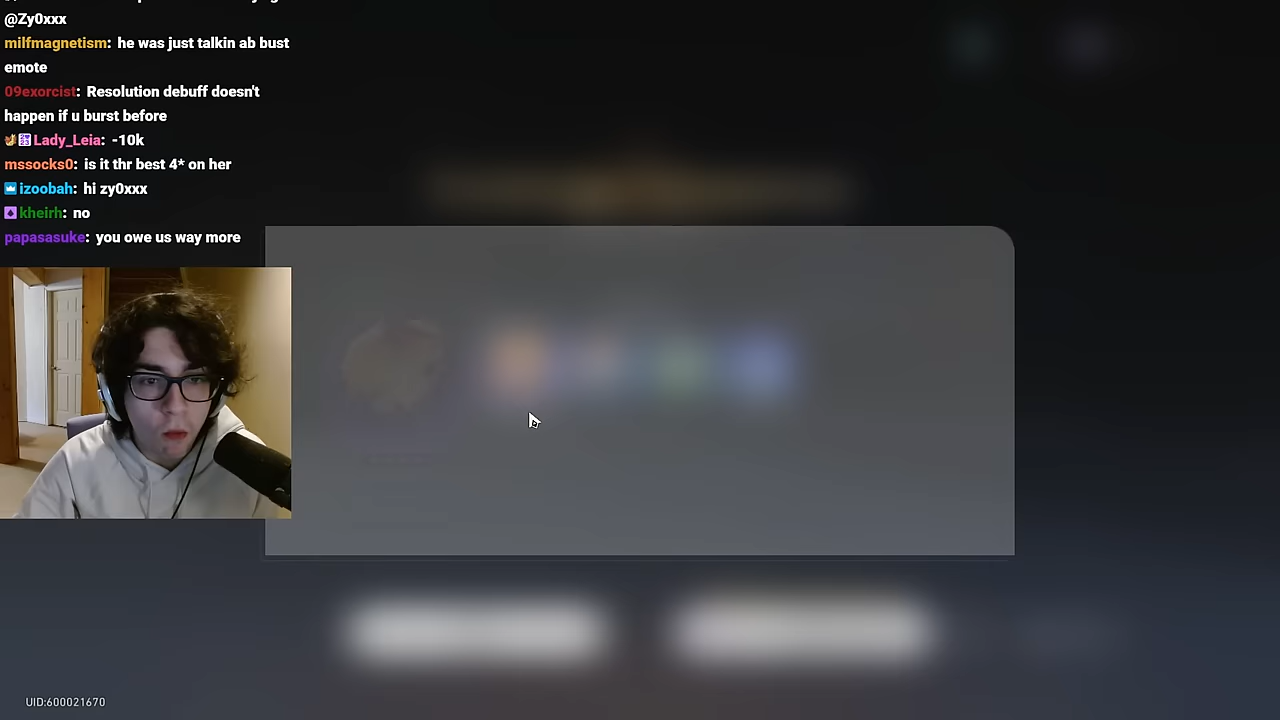 @Zy0xxx
milfmagnetism: he was just talkin ab bust
emote
09exorcist: Resolution debuff doesn't
happen if u burst before
Lady_Leia: -10k
mssocks0: is it thr best 4* on her
izoobah: hi zy0xxx
kheirh: no
papasasuke: you owe us way more
UID:600021670